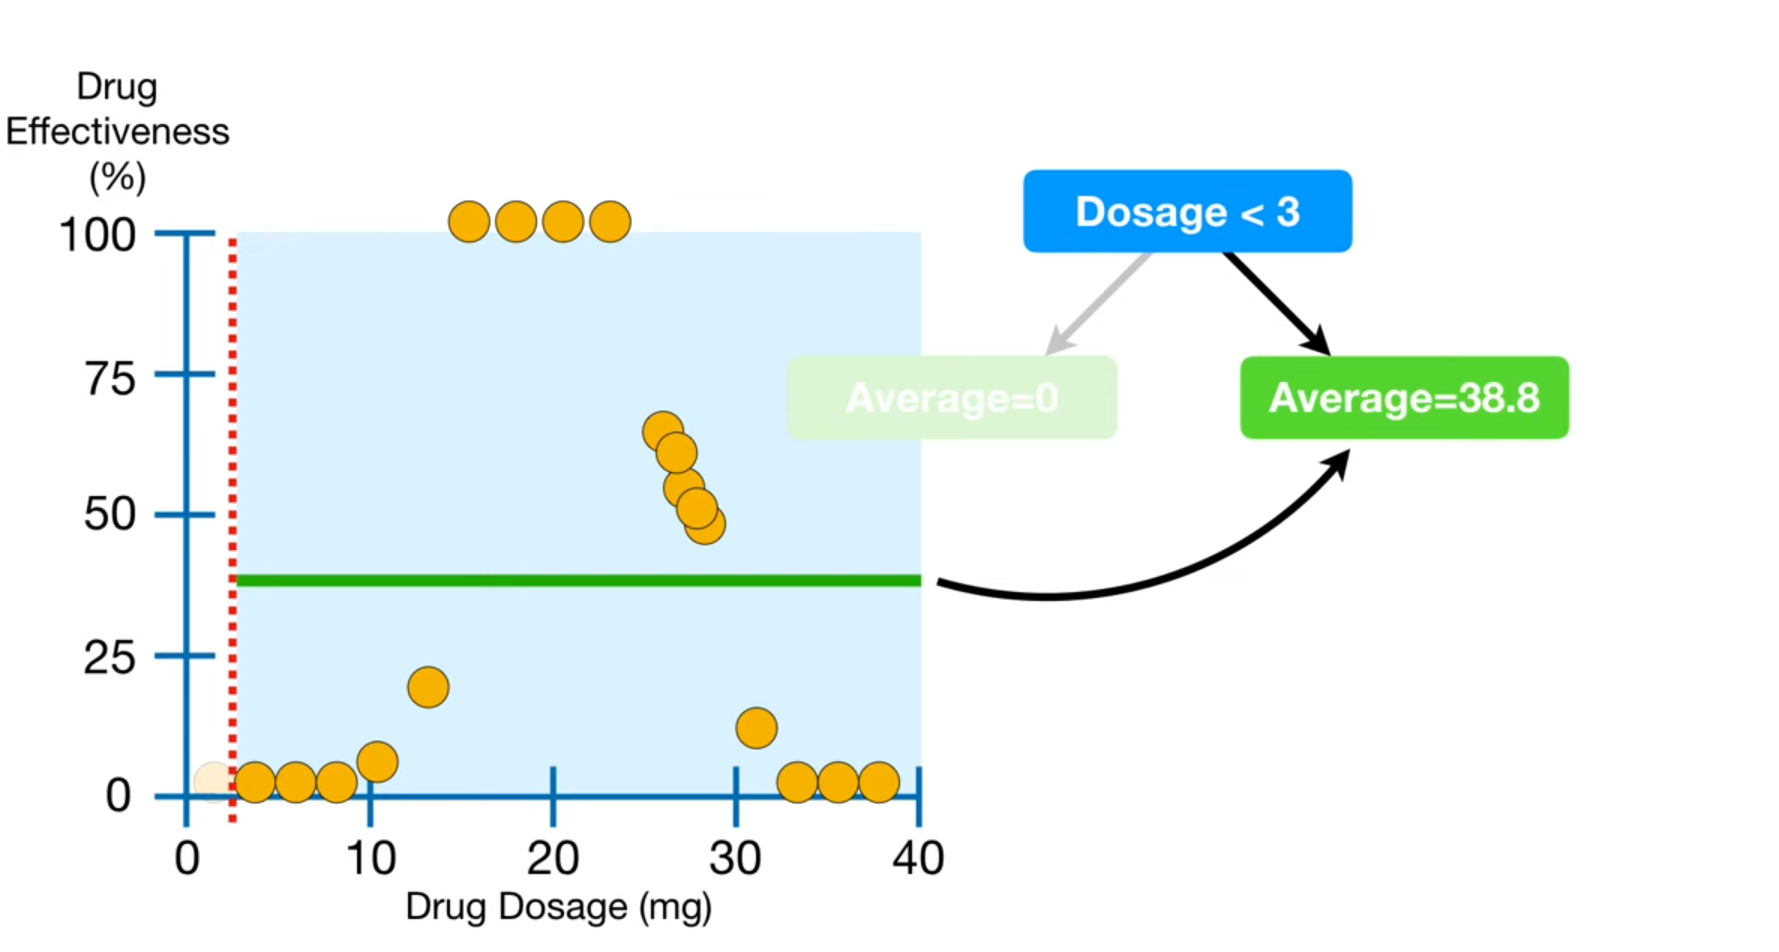 Drug
Effectiveness
(%)
100
75
50
25
0
0 10 20 30 40
Drug Dosage (mg)
Dosage < 3
Average=0
Average=38.8